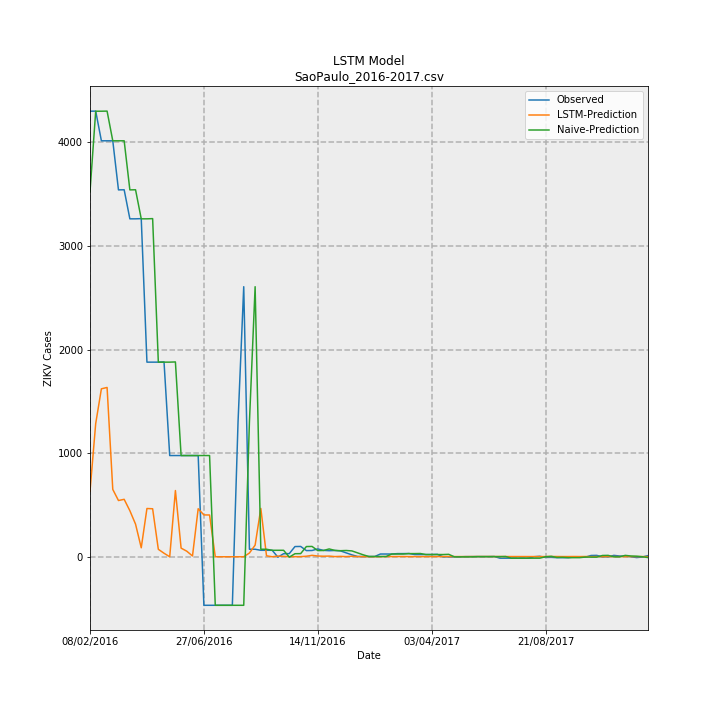 LSTM Model
SaoPaulo_2016-2017.csv
Observed
LSTM-Prediction
Naive-Prediction
ZIKV Cases
4000
3000
2000
1000
0
08/02/2016
27/06/2016
14/11/2016
03/04/2017
21/08/2017
Date